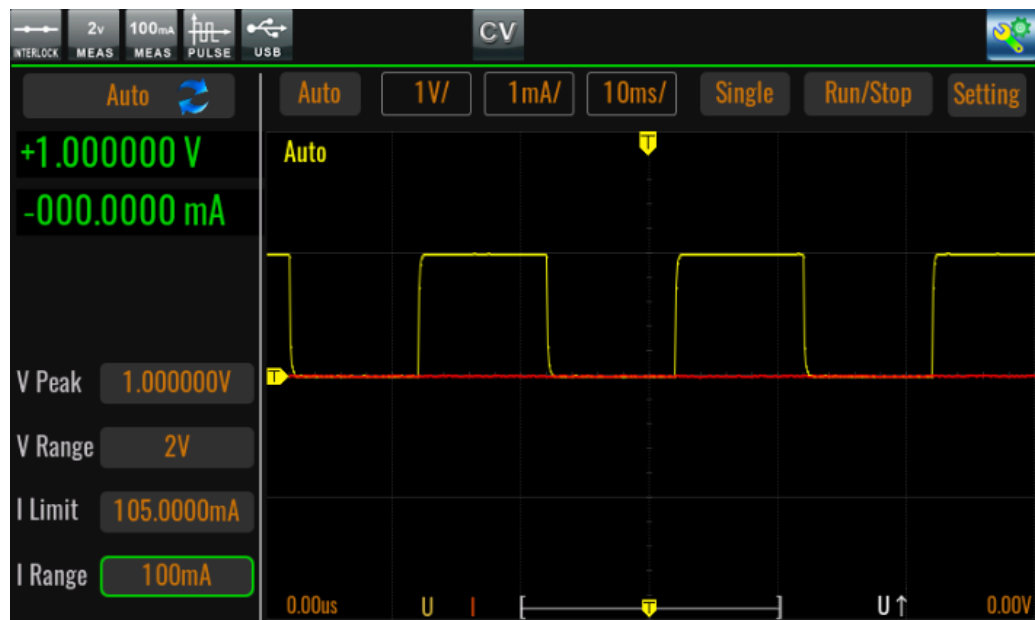 2V 100mA
INTERLOCK MEAS MEAS PULSE USB CV
Auto Auto 1V/ 1mA/ 10ms/ Single Run/Stop Setting
+1.000000 V
Auto
T
-000.0000 mA
T
V Peak 1.000000V
V Range 2V
I Limit 105.0000mA
I Range 100mA
0.00us U I T U↑ 0.00V